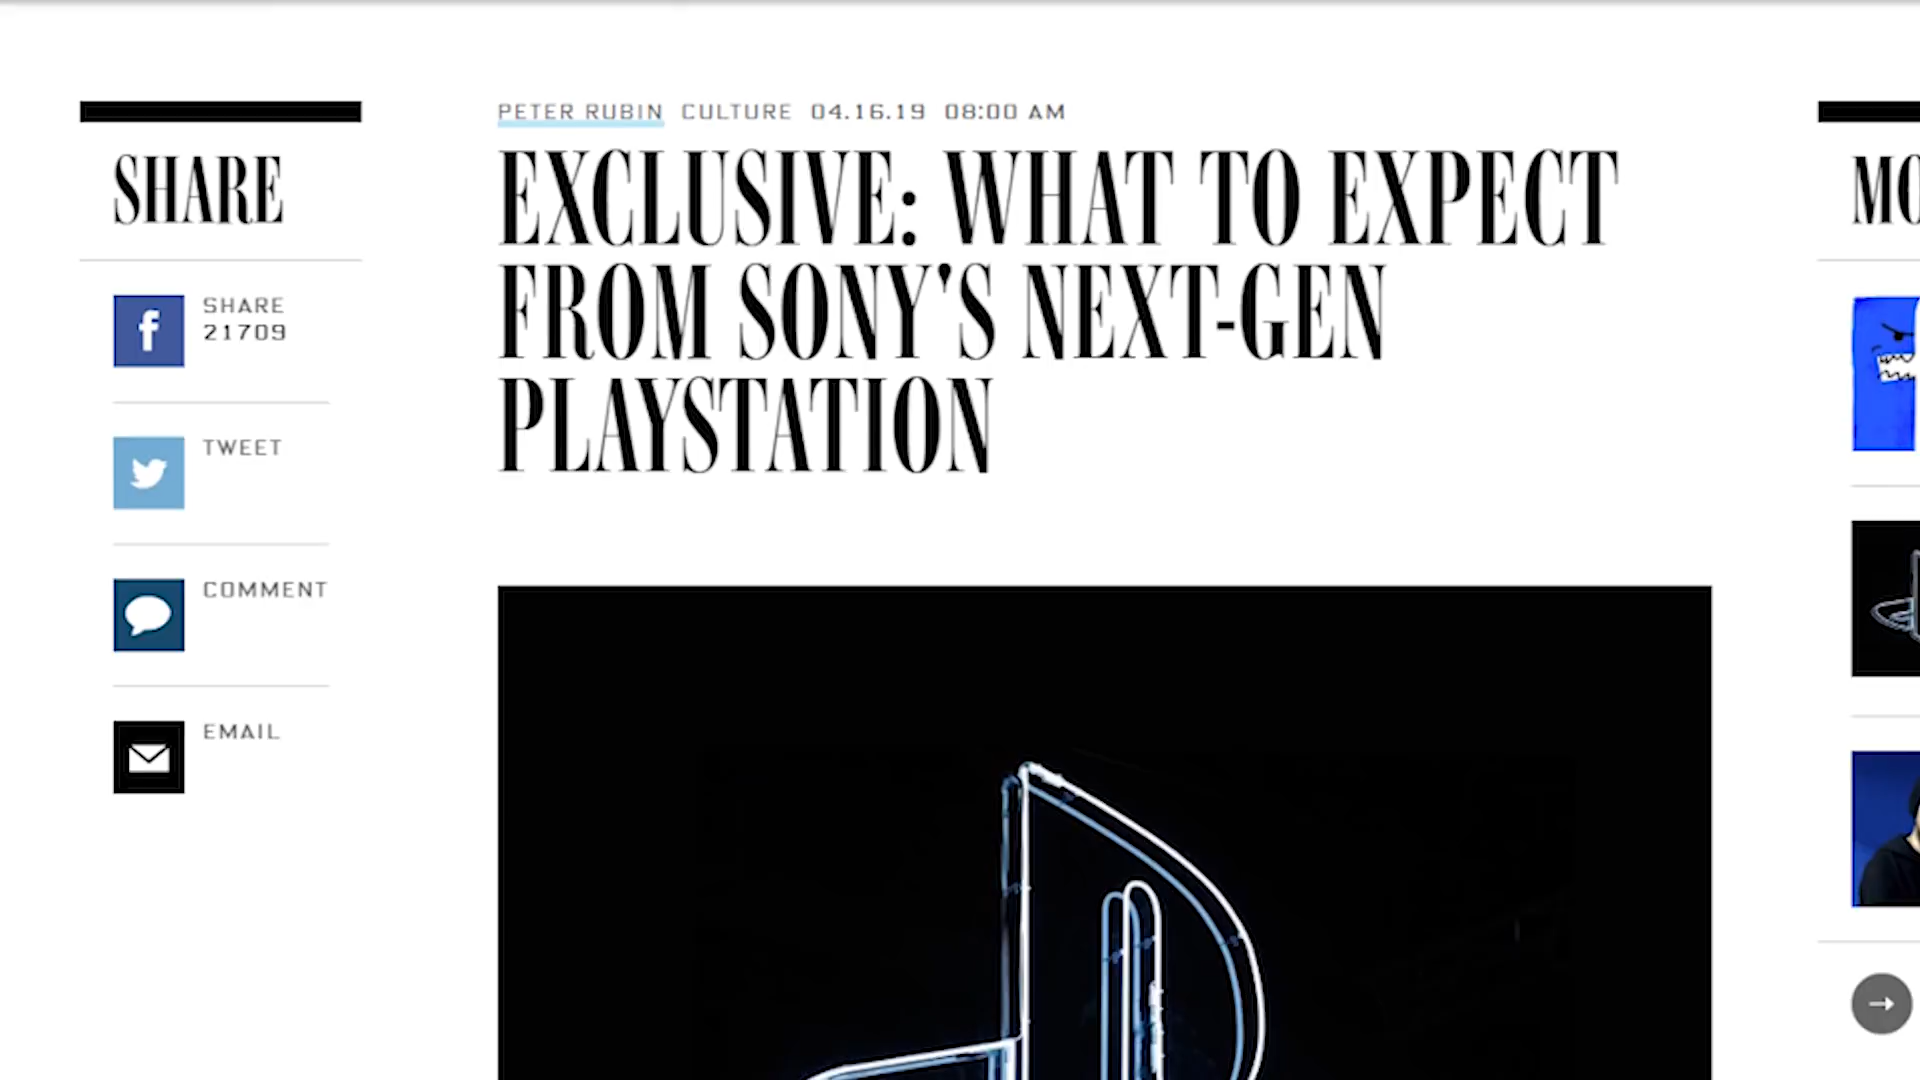 PETER RUBIN CULTURE 04.16.19 08:00 AM
EXCLUSIVE: WHAT TO EXPECT
FROM SONY'S NEXT-GEN
PLAYSTATION
SHARE
SHARE
21709
TWEET
COMMENT
EMAIL
MO